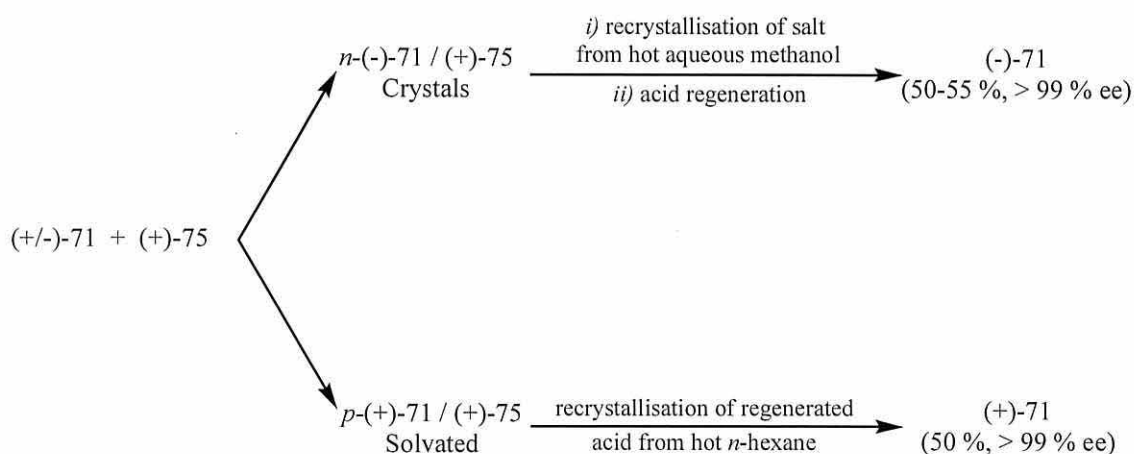 i) recrystallisation of salt
from hot aqueous methanol
n-(-)-71 / (+)-75
Crystals
ii) acid regeneration
(-)-71
(50-55 %, > 99 % ee)
(+/-)-71 + (+)-75
p-(+)-71 / (+)-75
Solvated
recrystallisation of regenerated
acid from hot n-hexane
(+)-71
(50 %, > 99 % ee)